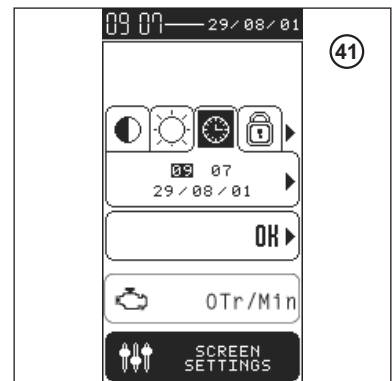 09 07 29/08/01
41
09 07
29/08/01
OK
0Tr/Min
SCREEN
SETTINGS